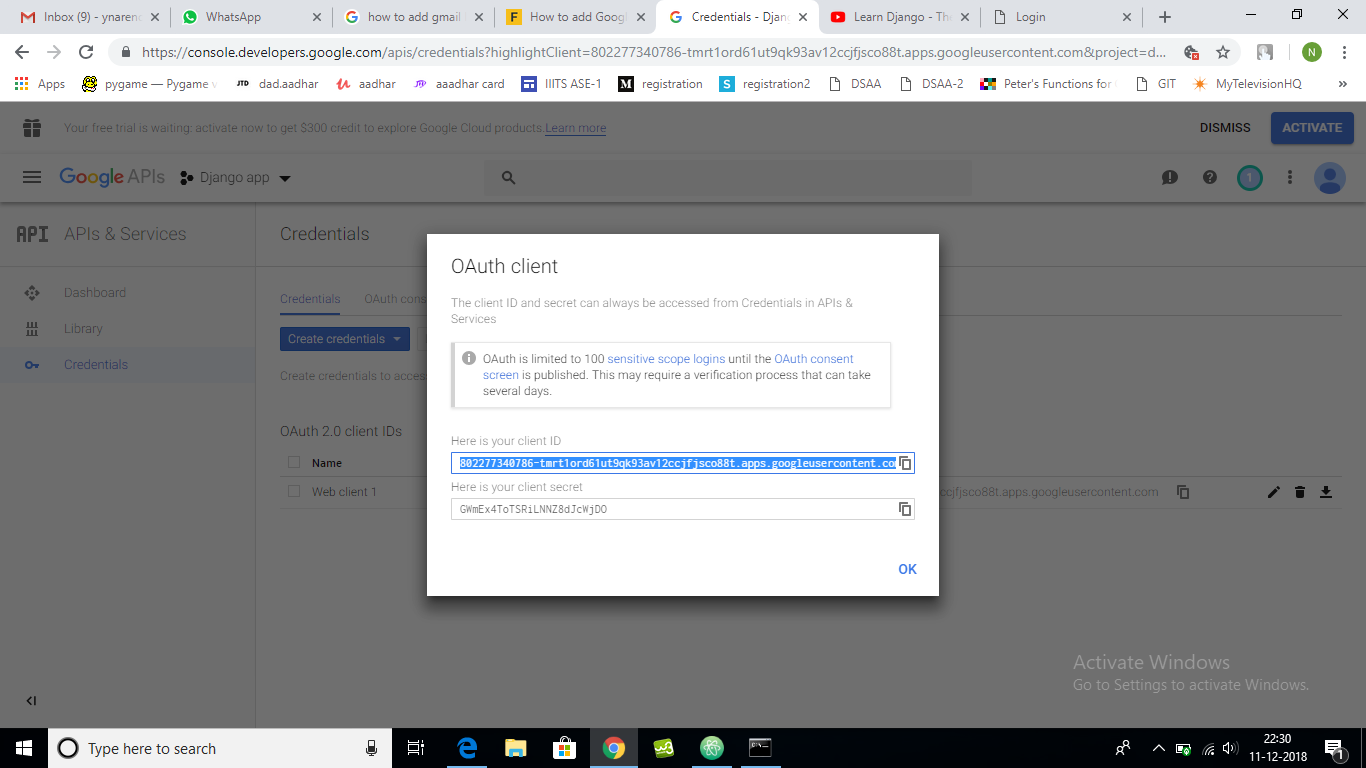 Inbox (9) - ynarend
WhatsApp
how to add gmail
How to add Googl
Credentials - Djan
Learn Django - The
Login
https://console.developers.google.com/apis/credentials?highlightClient=802277340786-tmrt1ord61ut9qk93av12ccjfjsco88t.apps.googleusercontent.com&project=d...
N
Apps
pygame — Pygame v
JTD
dad.aadhar
aadhar
aaadhar card
IIITS ASE-1
registration
registration2
DSAA
DSAA-2
Peter's Functions for
GIT
MyTelevisionHQ
»
Your free trial is waiting: activate now to get $300 credit to explore Google Cloud products. Learn more
DISMISS
ACTIVATE
Google APIs
Django app
1
API APIs & Services
Credentials
Dashboard
Library
Credentials
Credentials
OAuth cons
Create credentials
Create credentials to acces
OAuth 2.0 client IDs
Name
Web client 1
ccjfjsco88t.apps.googleusercontent.com
OAuth client
The client ID and secret can always be accessed from Credentials in APIs &
Services
OAuth is limited to 100 sensitive scope logins until the OAuth consent
screen is published. This may require a verification process that can take
several days.
Here is your client ID
802277340786-tmrt1ord61ut9qk93av12ccjfjsco88t.apps.googleusercontent.co
Here is your client secret
GWmEx4ToTSRiLNNZ8dJcWjDO
OK
Activate Windows
Go to Settings to activate Windows.
Type here to search
22:30
11-12-2018
1